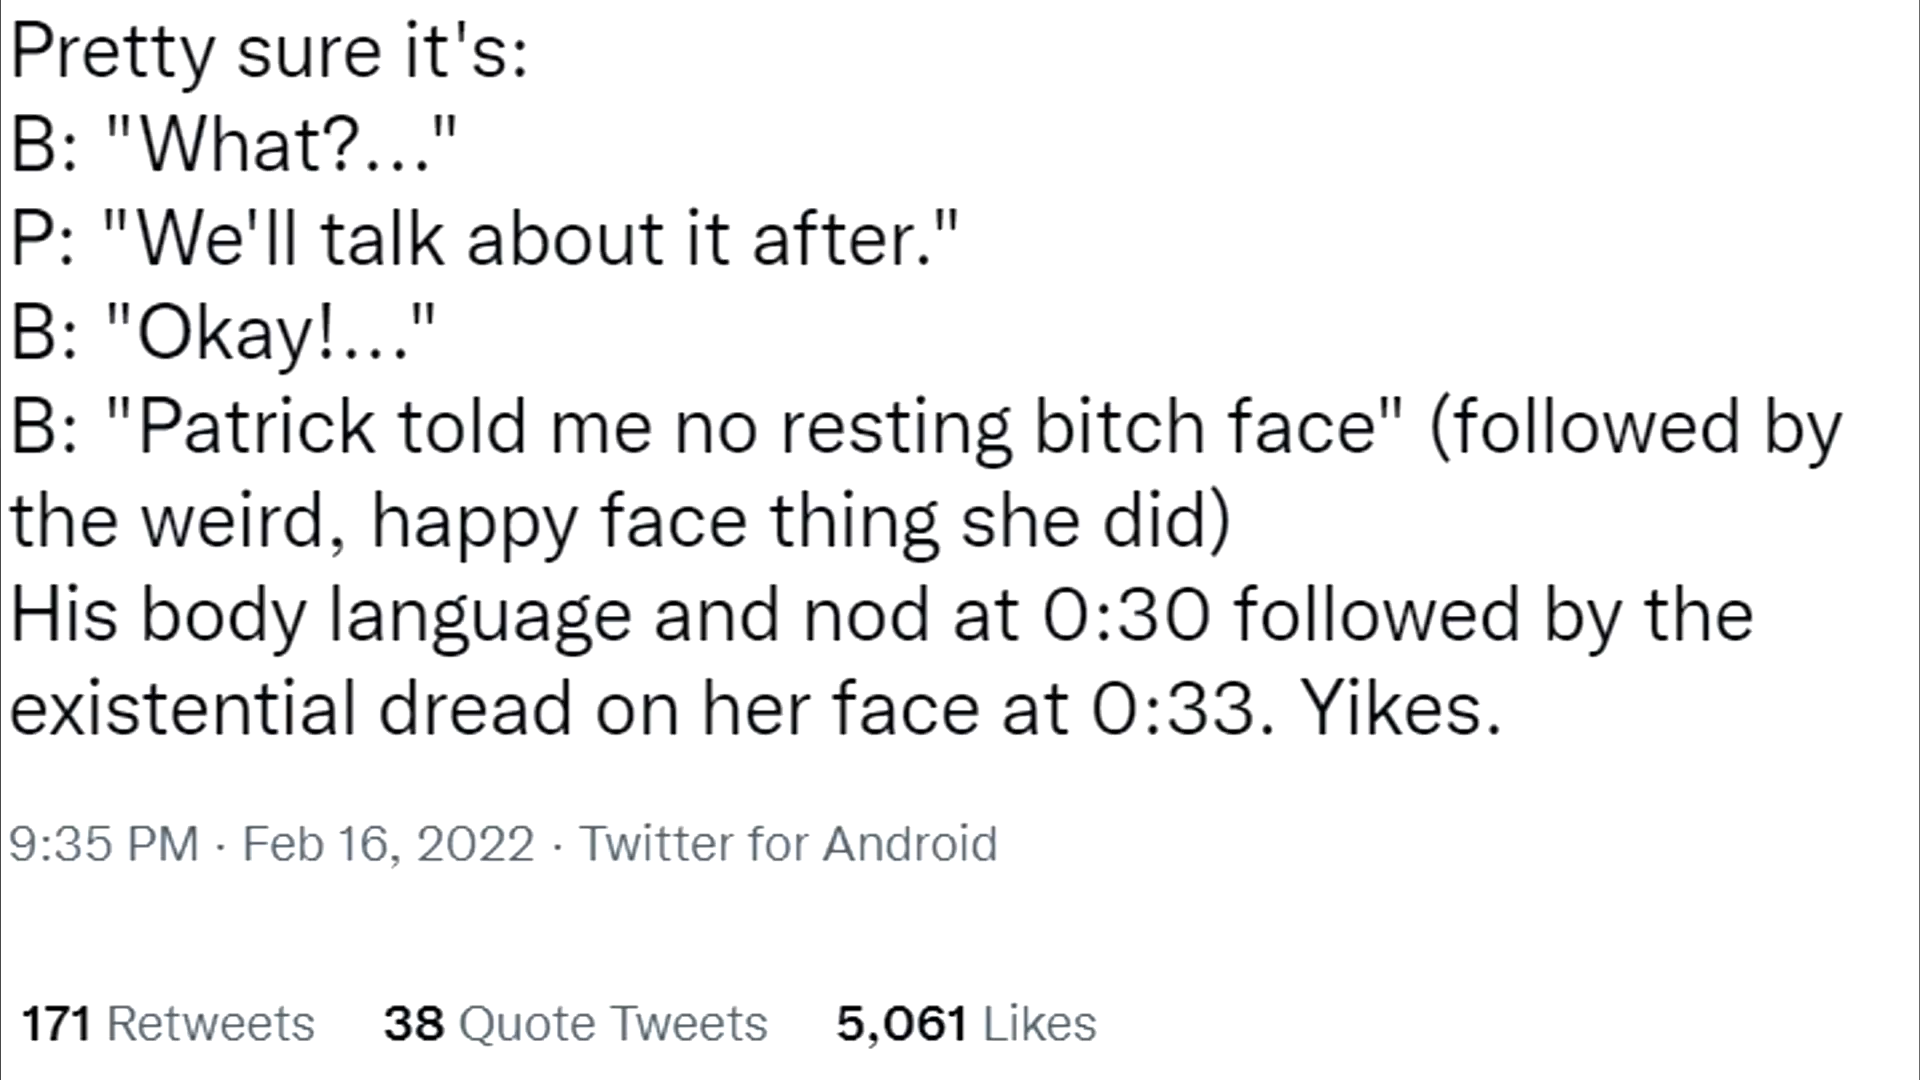 Pretty sure it's:
B: "What?..."
P: "We'll talk about it after."
B: "Okay!..."
B: "Patrick told me no resting bitch face" (followed by
the weird, happy face thing she did)
His body language and nod at 0:30 followed by the
existential dread on her face at 0:33. Yikes.
9:35 PM · Feb 16, 2022 · Twitter for Android
171 Retweets 38 Quote Tweets 5,061 Likes